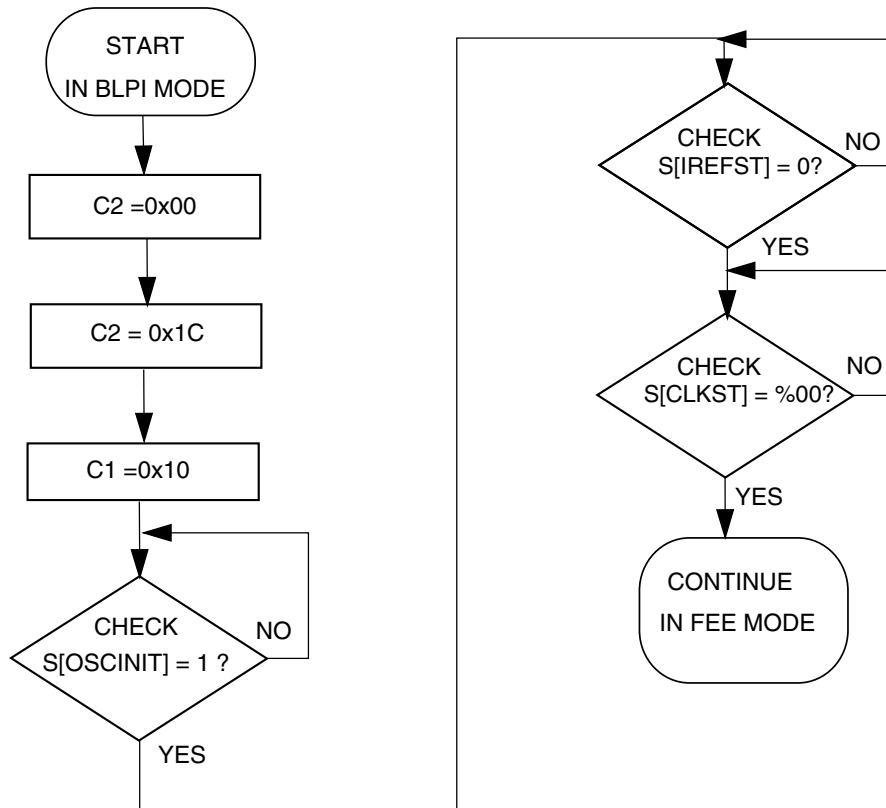 START
IN BLPI MODE
C2 =0x00
C2 = 0x1C
C1 =0x10
CHECK
S[OSCINIT] = 1 ?
NO
YES
CHECK
S[IREFST] = 0?
NO
YES
CHECK
S[CLKST] = %00?
NO
YES
CONTINUE
IN FEE MODE